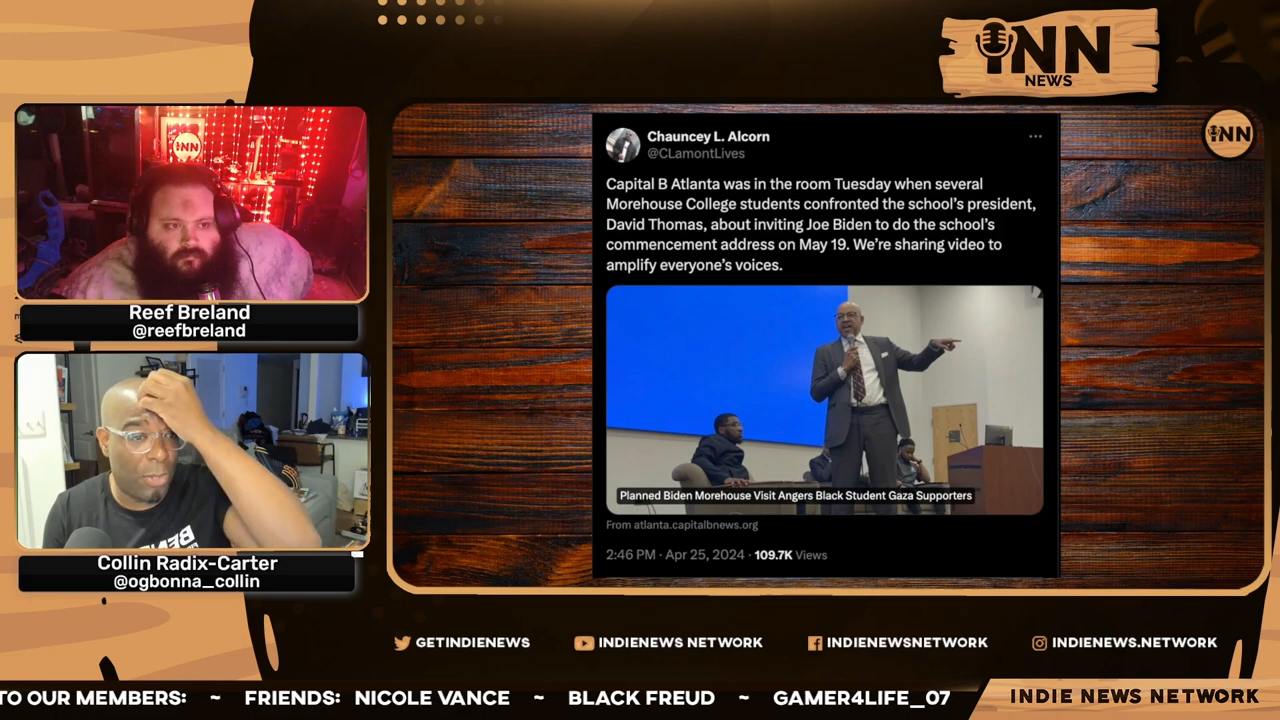 INN
NEWS
INN
INN
Chauncey L. Alcorn
@CLamontLives
Capital B Atlanta was in the room Tuesday when several
Morehouse College students confronted the school's president,
David Thomas, about inviting Joe Biden to do the school's
commencement address on May 19. We're sharing video to
amplify everyone's voices.
Planned Biden Morehouse Visit Angers Black Student Gaza Supporters
From atlanta.capitalbnews.org
2:46 PM · Apr 25, 2024 · 109.7K Views
Reef Breland
@reefbreland
Collin Radix-Carter
@ogbonna_collin
GETINDIENEWS
INDIENEWS NETWORK
INDIENEWSNETWORK
INDIENEWS.NETWORK
TO OUR MEMBERS: ~ FRIENDS: NICOLE VANCE ~ BLACK FREUD ~ GAMER4LIFE_07
INDIE NEWS NETWORK